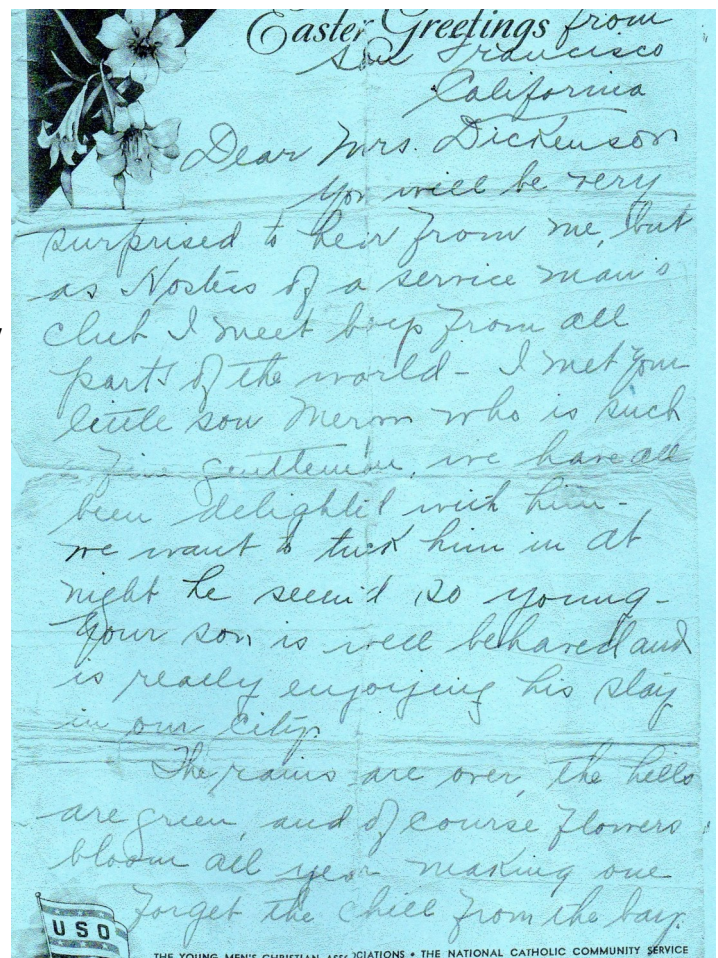 Easter Greetings from
San Francisco
California
Dear Mrs. Dickenson
You will be very
surprised to heir from me, but
as Hostess of a service man's
club I meet boys from all
parts of the world - I met your
little son who is such
a fine gentleman, we have all
been delighted with him -
we want to tuck him in at
night he seem'd so young -
Your son is well behaved and
is really enjoying his stay
in our city.
The rains are over, the hills
are green, and of course flowers
bloom all year making one
forget the chill from the bay.
USO
THE YOUNG MEN'S CHRISTIAN ASSOCIATIONS • THE NATIONAL CATHOLIC COMMUNITY SERVICE